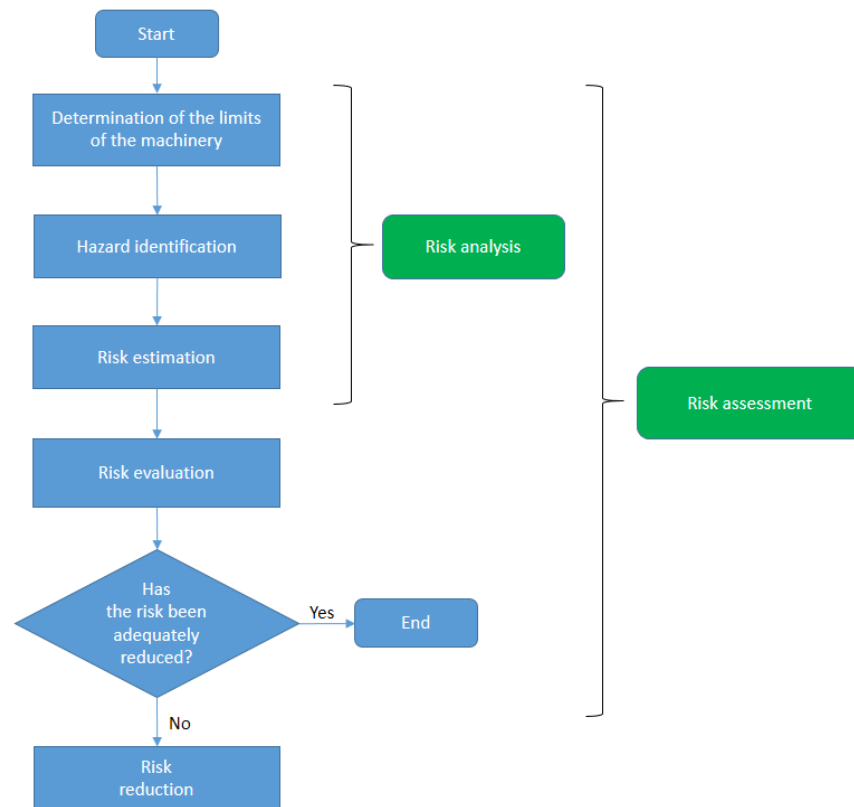 Start
Determination of the limits
of the machinery
Hazard identification
Risk analysis
Risk estimation
Risk assessment
Risk evaluation
Has
the risk been
adequately
reduced?
Yes
End
No
Risk
reduction